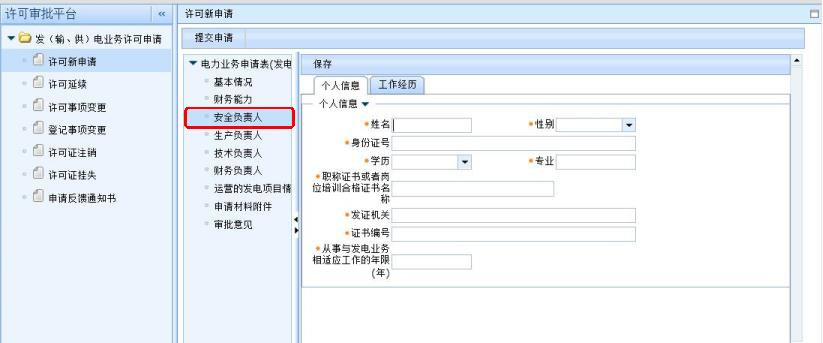 许可审批平台 «
发（输、供）电业务许可申请
许可新申请
许可延续
许可事项变更
登记事项变更
许可证注销
许可证挂失
申请反馈通知书
许可新申请
提交申请
电力业务申请表(发电
基本情况
财务能力
安全负责人
生产负责人
技术负责人
财务负责人
运营的发电项目情
申请材料附件
审批意见
保存
个人信息 工作经历
个人信息
*姓名 *性别
*身份证号
*学历 *专业
*职称证书或者岗
位培训合格证书名
称
*发证机关
*证书编号
*从事与发电业务
相适应工作的年限
(年)